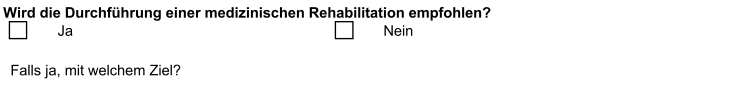 Wird die Durchführung einer medizinischen Rehabilitation empfohlen?
Ja Nein
Falls ja, mit welchem Ziel?